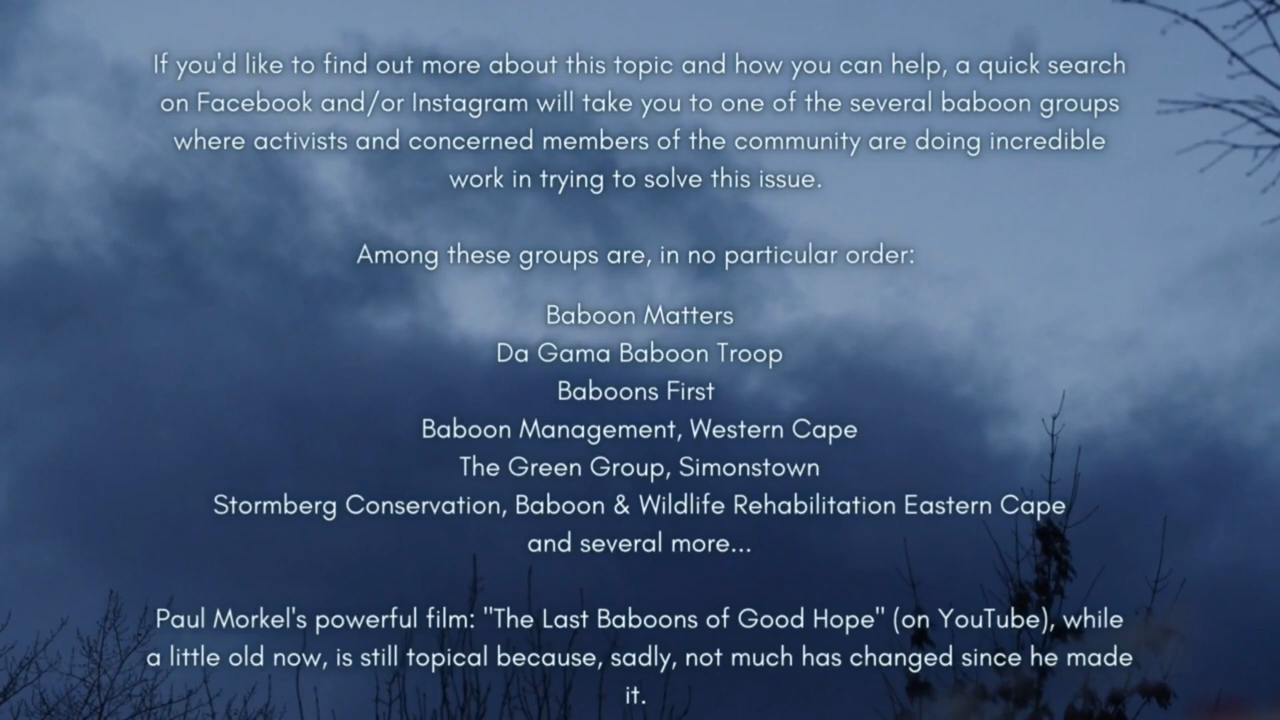 If you'd like to find out more about this topic and how you can help, a quick search
on Facebook and/or Instagram will take you to one of the several baboon groups
where activists and concerned members of the community are doing incredible
work in trying to solve this issue.
Among these groups are, in no particular order:
Baboon Matters
Da Gama Baboon Troop
Baboons First
Baboon Management, Western Cape
The Green Group, Simonstown
Stormberg Conservation, Baboon & Wildlife Rehabilitation Eastern Cape
and several more...
Paul Morkel's powerful film: "The Last Baboons of Good Hope" (on YouTube), while
a little old now, is still topical because, sadly, not much has changed since he made
it.